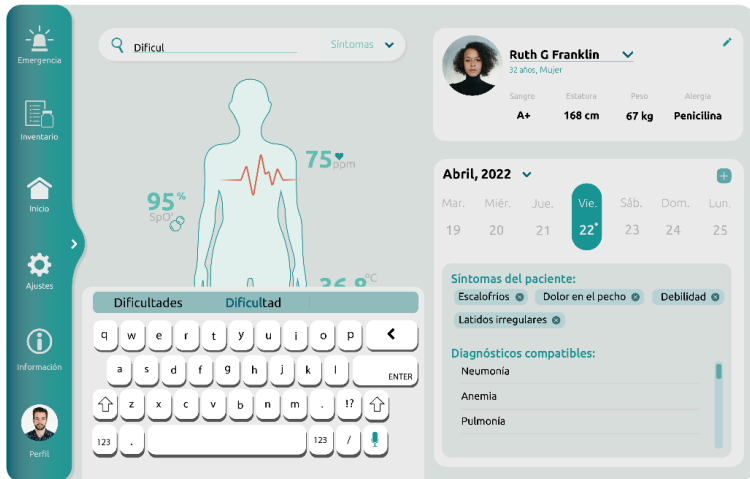 Emergencia
Inventario
Inicio
Ajustes
Información
Perfil
Dificul
Síntomas
75 ppm
95 %
SpO²
36.8 °C
Dificultades Dificultad
q w e r t y u i o p
a s d f g h j k l ENTER
z x c v b n m . !?
123 . 123 /
Ruth G Franklin
32 años, Mujer
Sangre Estatura Peso Alergia
A+ 168 cm 67 kg Penicilina
Abril, 2022
Mar. Miér. Jue. Vie. Sáb. Dom. Lun.
19 20 21 22* 23 24 25
Síntomas del paciente:
Escalofríos Dolor en el pecho Debilidad
Latidos irregulares
Diagnósticos compatibles:
Neumonía
Anemia
Pulmonía